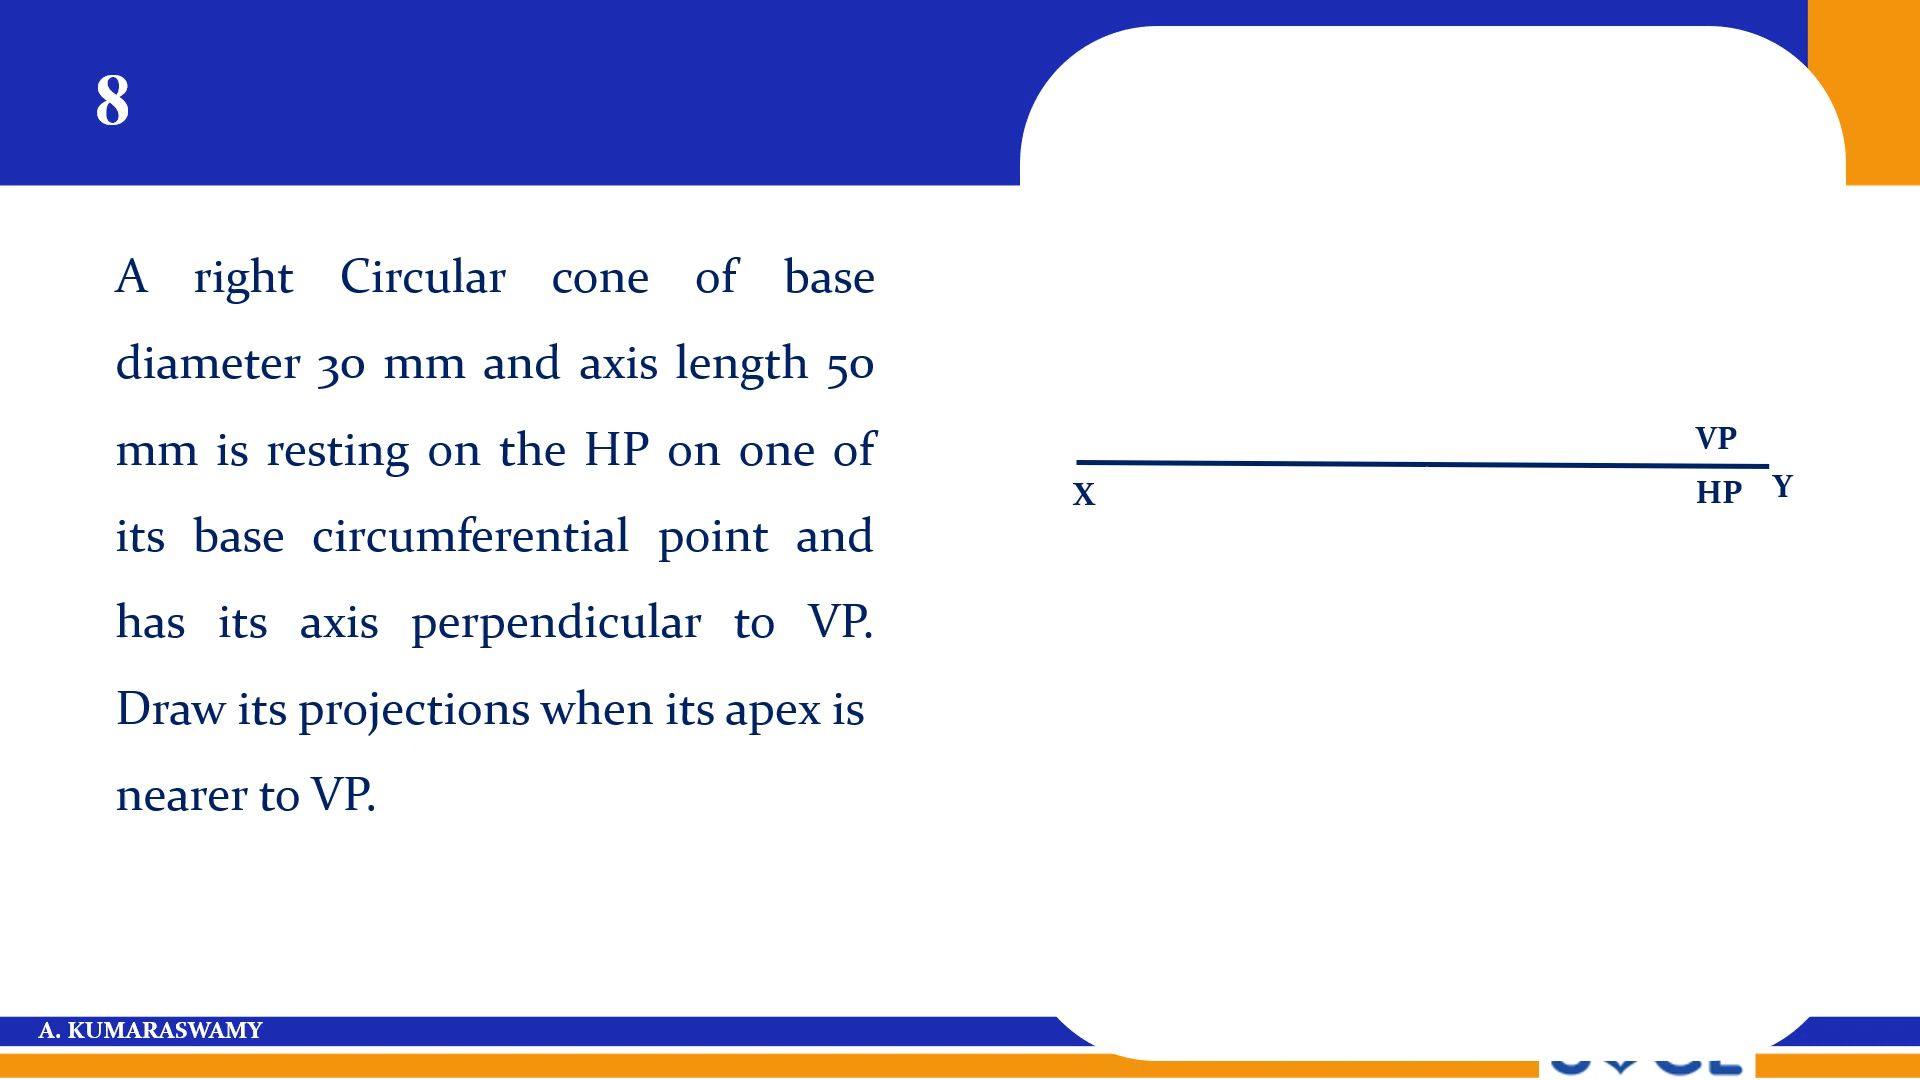 8
A right Circular cone of base
diameter 30 mm and axis length 50
mm is resting on the HP on one of
its base circumferential point and
has its axis perpendicular to VP.
Draw its projections when its apex is
nearer to VP.
VP
X
HP
Y
A. KUMARASWAMY